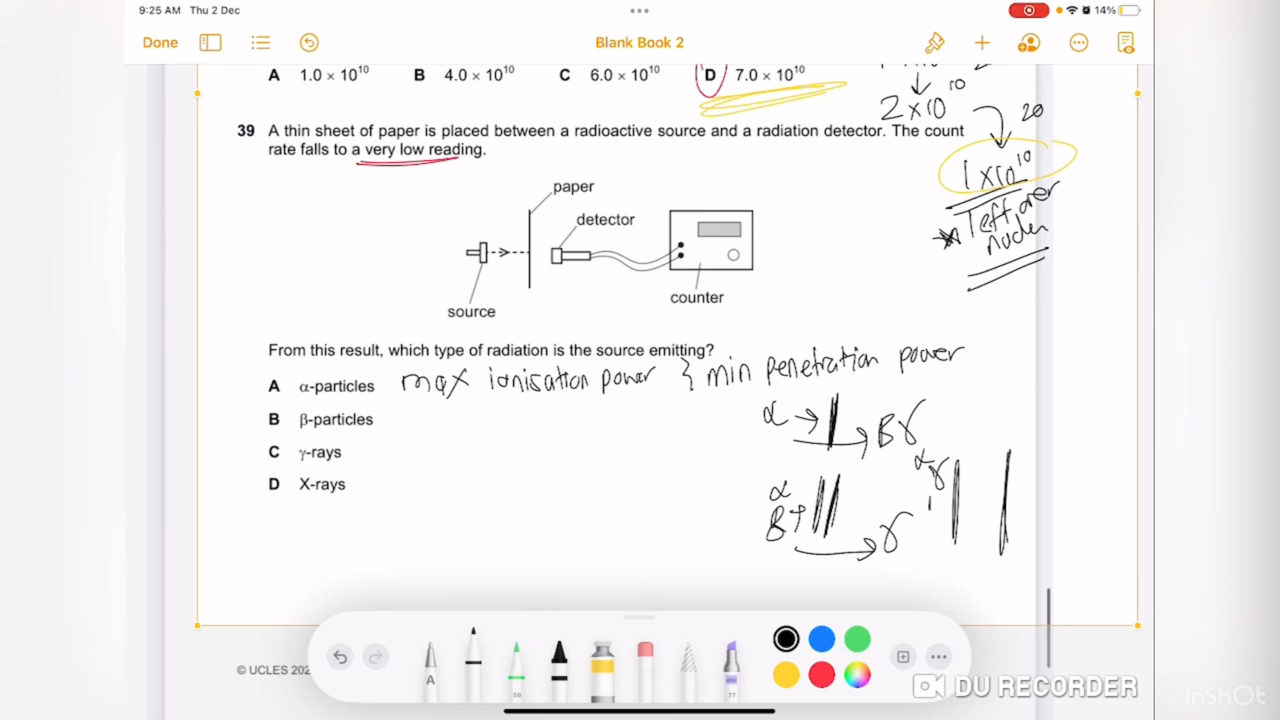 9:25 AM Thu 2 Dec
14%
Done
Blank Book 2
A 1.0 × 10¹⁰ B 4.0 × 10¹⁰ C 6.0 × 10¹⁰ D 7.0 × 10¹⁰
10
2 × 10
20
39 A thin sheet of paper is placed between a radioactive source and a radiation detector. The count
rate falls to a very low reading.
1 × 10¹⁰
left over
nuclei
paper
detector
source
counter
From this result, which type of radiation is the source emitting?
A α-particles max ionisation power & min penetration power
B β-particles
C γ-rays
D X-rays
α → β γ
α γ
α
β γ
© UCLES 202
A
50
77
DU RECORDER
InShOt